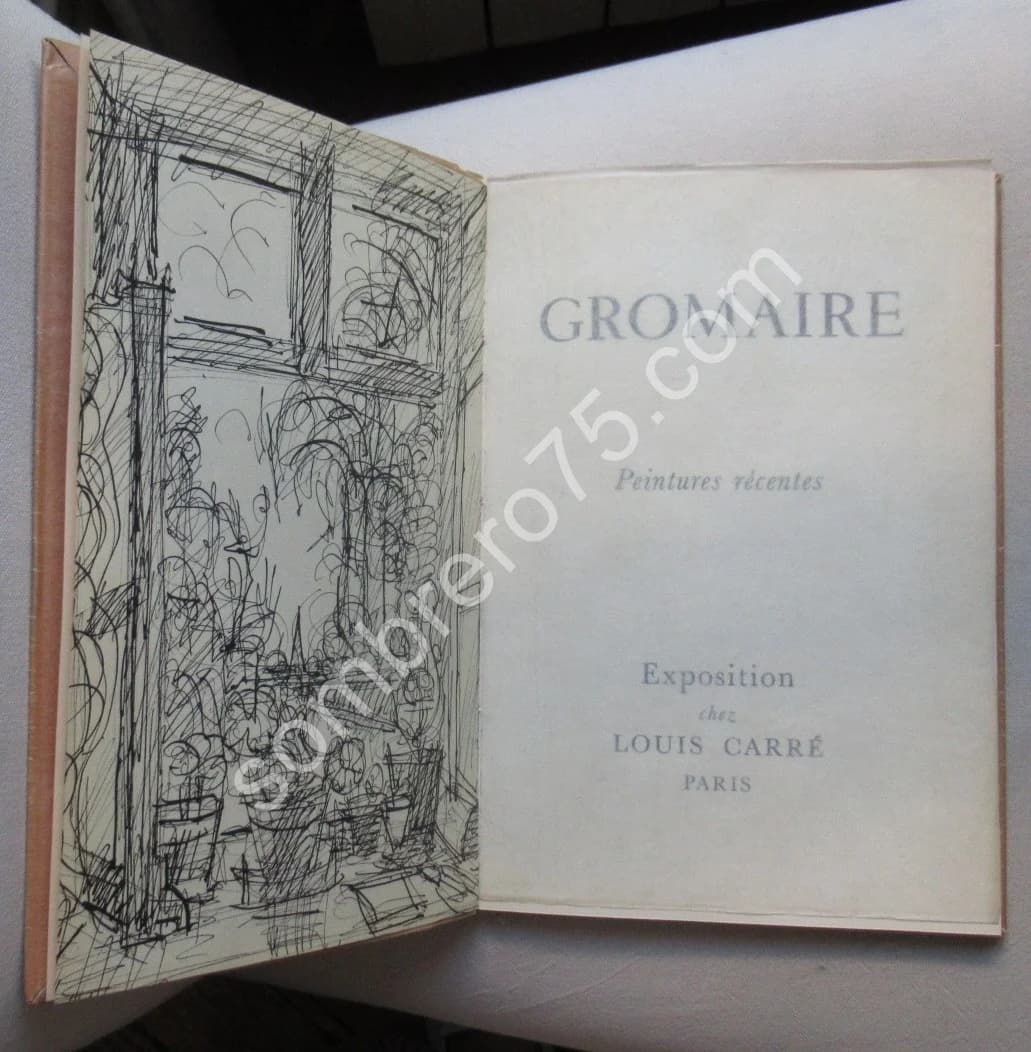 GROMAIRE
Peintures récentes
Exposition
chez
LOUIS CARRÉ
PARIS
sombrero75.com